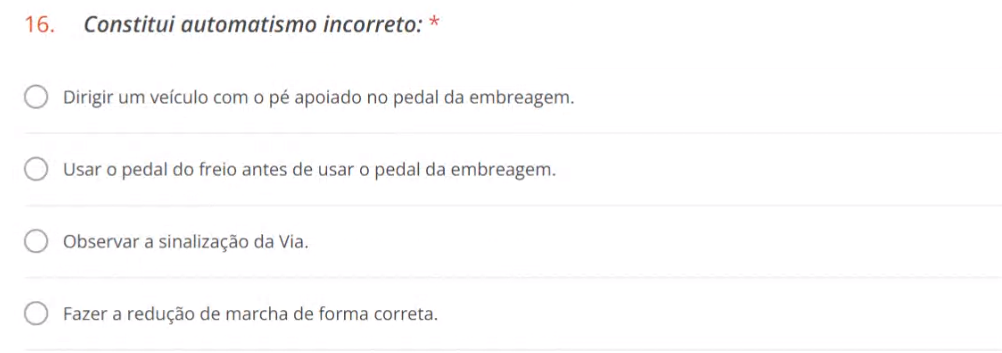 16. Constitui automatismo incorreto: *
Dirigir um veículo com o pé apoiado no pedal da embreagem.
Usar o pedal do freio antes de usar o pedal da embreagem.
Observar a sinalização da Via.
Fazer a redução de marcha de forma correta.